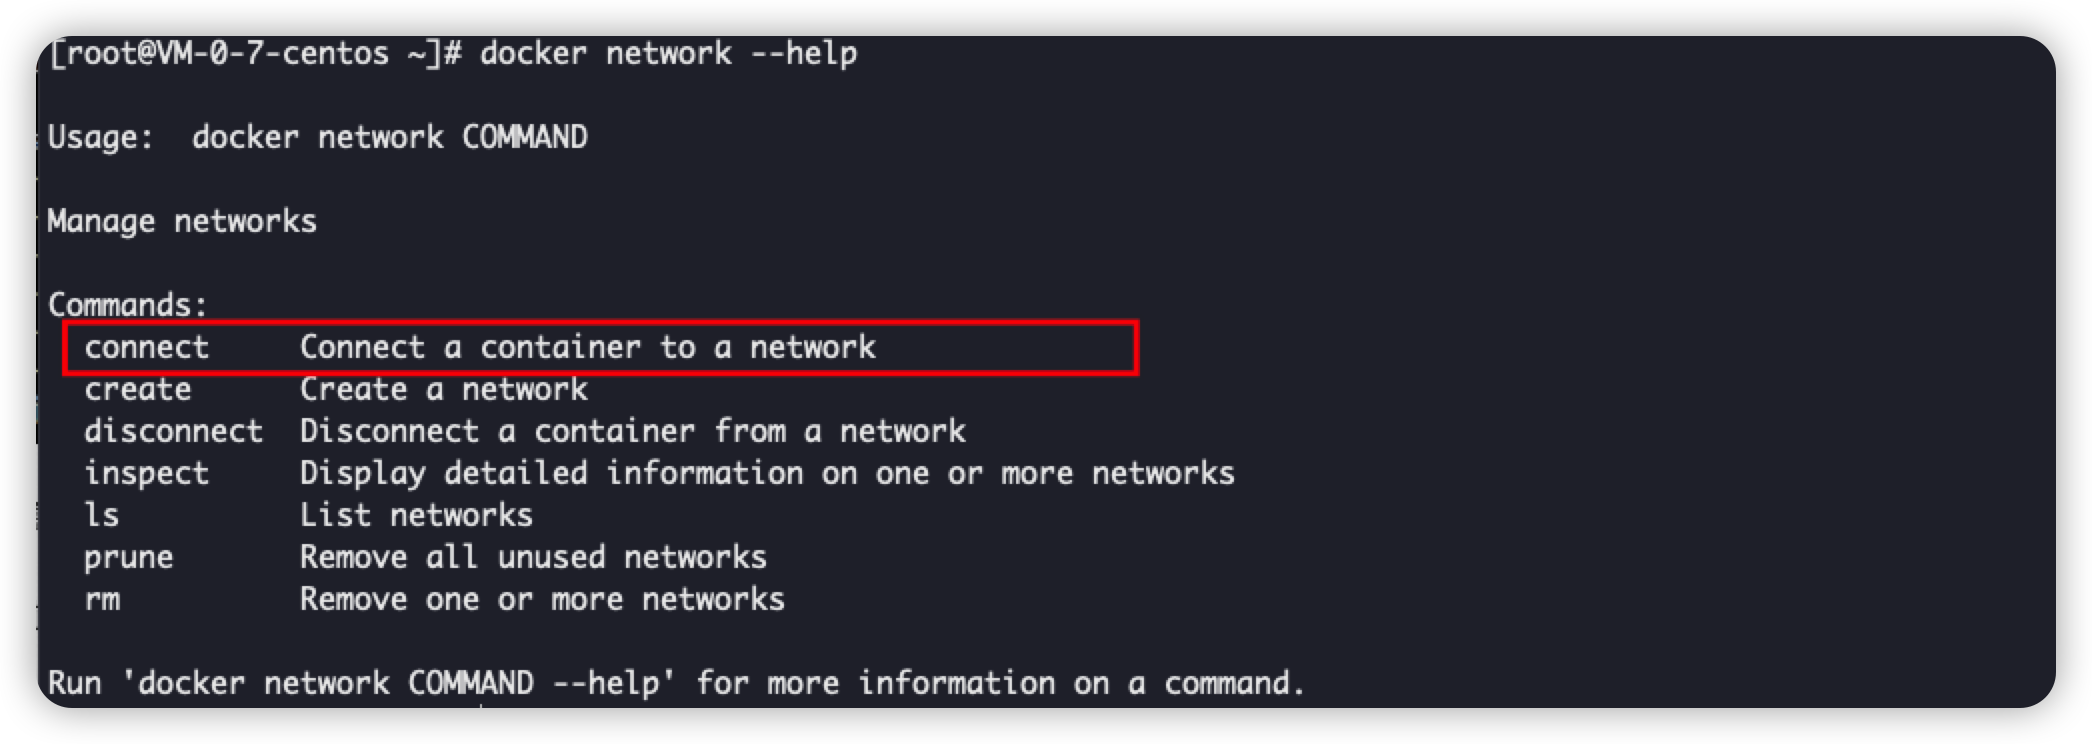 [root@VM-0-7-centos ~]# docker network --help
Usage:  docker network COMMAND
Manage networks
Commands:
  connect     Connect a container to a network
  create      Create a network
  disconnect  Disconnect a container from a network
  inspect     Display detailed information on one or more networks
  ls          List networks
  prune       Remove all unused networks
  rm          Remove one or more networks
Run 'docker network COMMAND --help' for more information on a command.